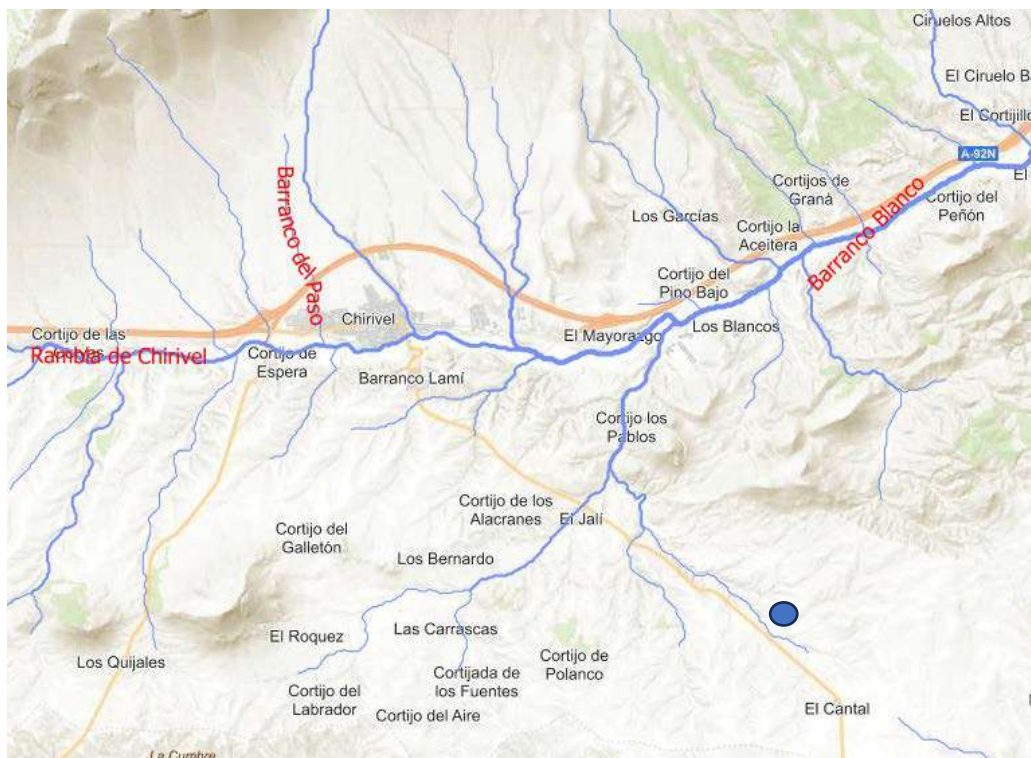 Ciruelos Altos
El Ciruelo B
El Cortijillo
A-92N
El
Cortijos de
Graná
Cortijo del
Peñón
Barranco Blanco
Los Garcías
Cortijo la
Aceitera
Barranco del Paso
Cortijo del
Pino Bajo
Chirivel
El Mayorazgo
Los Blancos
Cortijo de las
Rambla de Chirivel
Cortijo de
Espera
Barranco Lamí
Cortijo los
Pablos
Cortijo de los
Alacranes
El Jalí
Cortijo del
Galletón
Los Bernardo
El Roquez
Las Carrascas
Los Quijales
Cortijo de
Polanco
Cortijada de
los Fuentes
Cortijo del
Labrador
Cortijo del Aire
El Cantal
La Cumbre